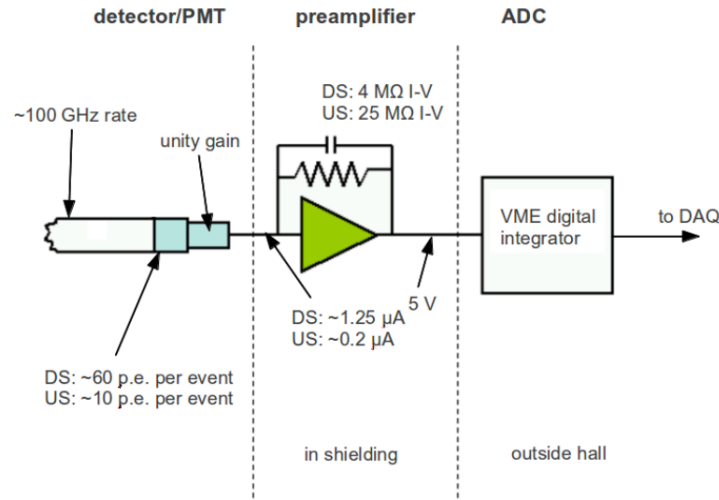 detector/PMT
preamplifier
ADC
DS: 4 MΩ I-V
US: 25 MΩ I-V
~100 GHz rate
unity gain
VME digital
integrator
to DAQ
5 V
DS: ~1.25 µA
US: ~0.2 µA
DS: ~60 p.e. per event
US: ~10 p.e. per event
in shielding
outside hall